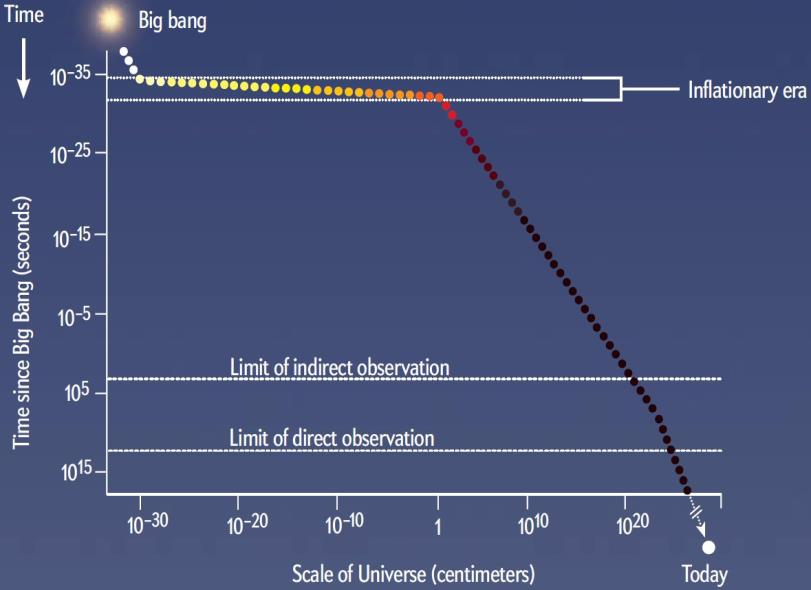 Time
Big bang
10⁻³⁵
Inflationary era
10⁻²⁵
10⁻¹⁵
10⁻⁵
Limit of indirect observation
10⁵
Limit of direct observation
10¹⁵
Time since Big Bang (seconds)
10⁻³⁰ 10⁻²⁰ 10⁻¹⁰ 1 10¹⁰ 10²⁰
Scale of Universe (centimeters)
Today